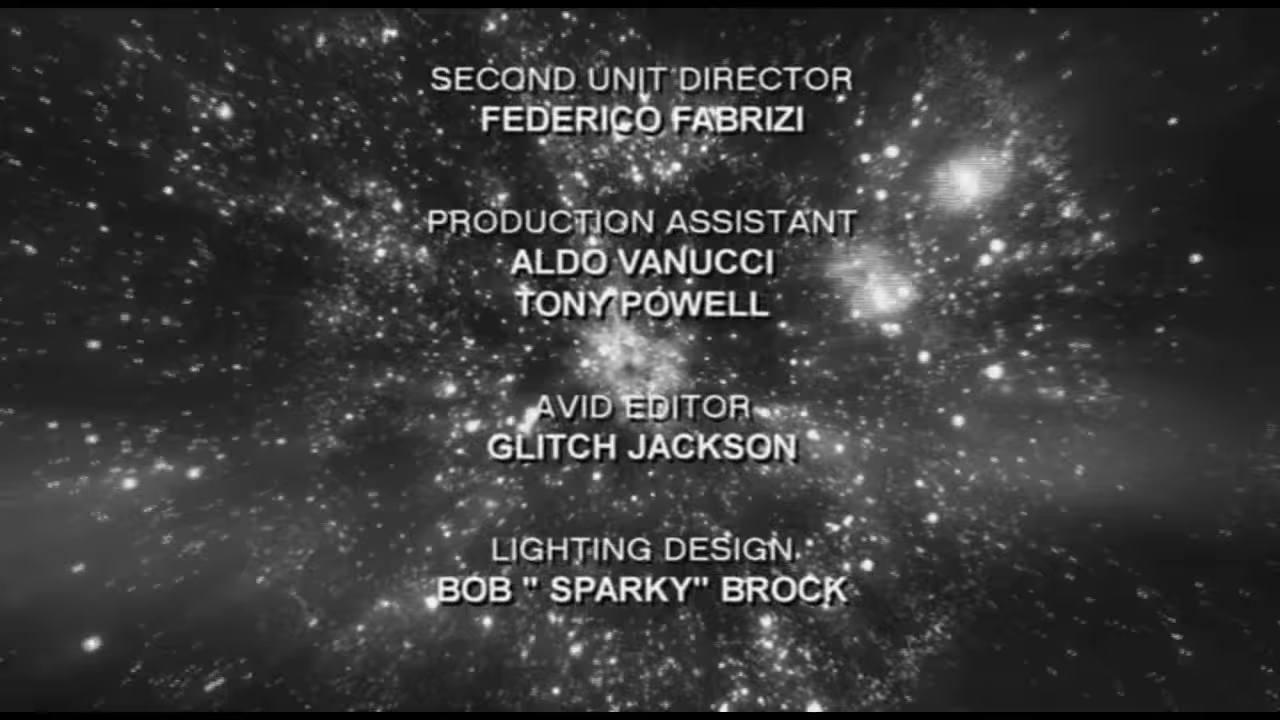 SECOND UNIT DIRECTOR
FEDERICO FABRIZI
PRODUCTION ASSISTANT
ALDO VANUCCI
TONY POWELL
AVID EDITOR
GLITCH JACKSON
LIGHTING DESIGN
BOB " SPARKY" BROCK